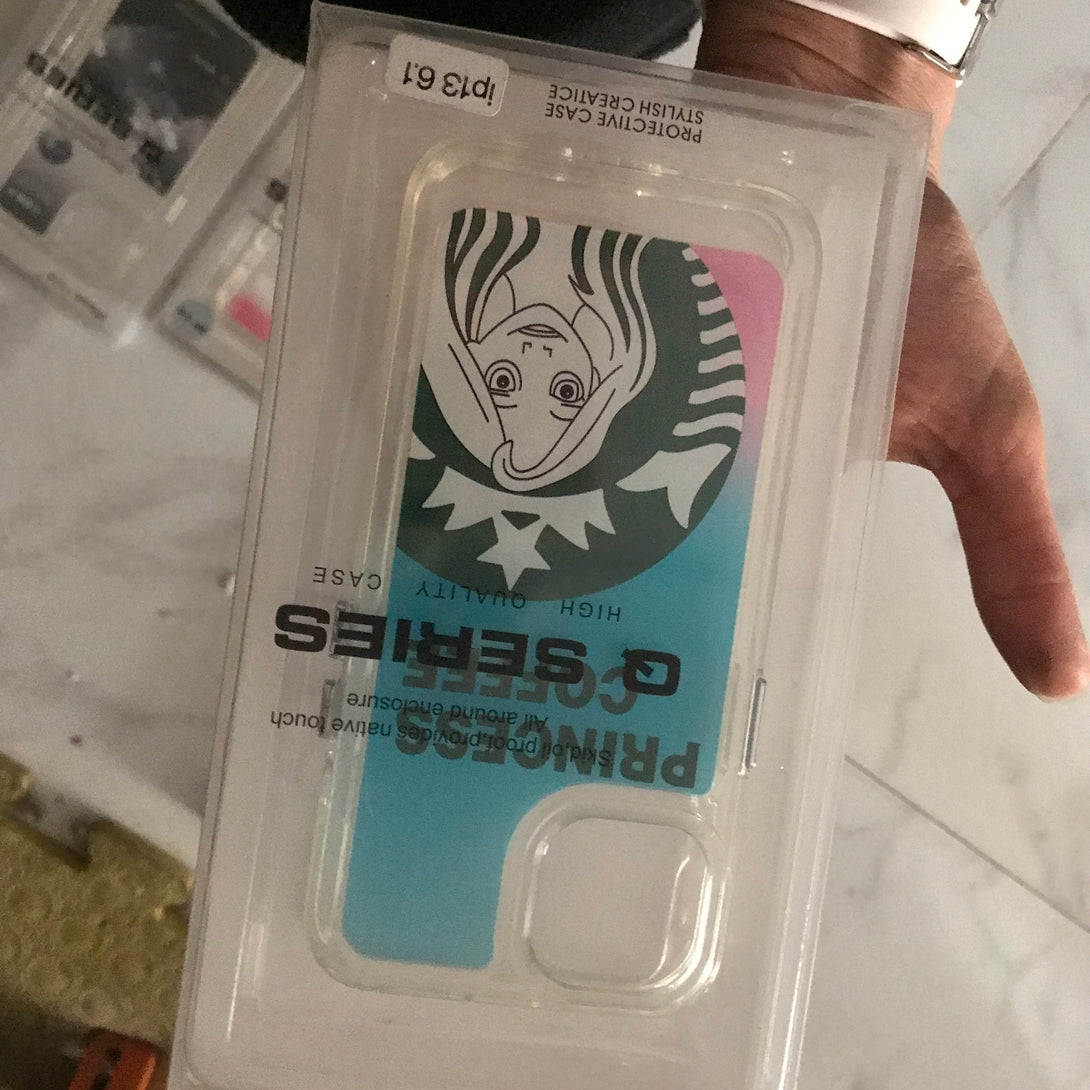 PRINCESS
COFFEE
Skid,oil proof,provides native touch
All around enclosure
Q SERIES
HIGH QUALITY CASE
PROTECTIVE CASE
STYLISH CREATICE
ip13 6.1
Q SERIES